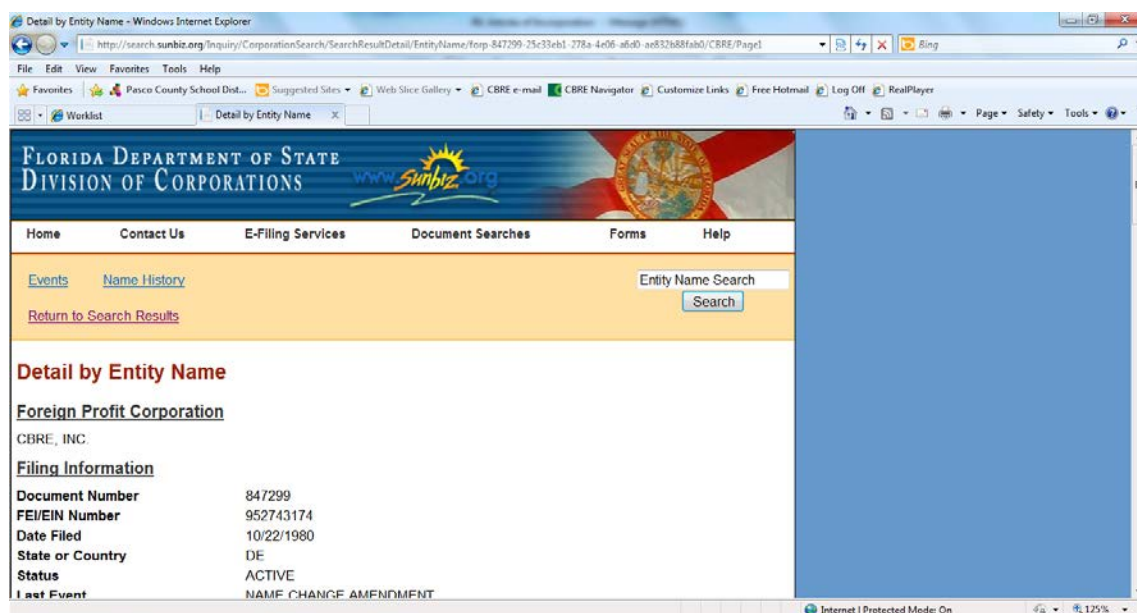 Detail by Entity Name - Windows Internet Explorer
http://search.sunbiz.org/Inquiry/CorporationSearch/SearchResultDetail/EntityName/forp-847299-25c33eb1-278a-4e06-a6d0-ae832b88fab0/CBRE/Page1
Bing
File Edit View Favorites Tools Help
Favorites Pasco County School Dist... Suggested Sites Web Slice Gallery CBRE e-mail CBRE Navigator Customize Links Free Hotmail Log Off RealPlayer
Worklist Detail by Entity Name X Page Safety Tools
FLORIDA DEPARTMENT OF STATE
DIVISION OF CORPORATIONS
www.Sunbiz.org
Home Contact Us E-Filing Services Document Searches Forms Help
Events Name History Entity Name Search
Search
Return to Search Results
Detail by Entity Name
Foreign Profit Corporation
CBRE, INC.
Filing Information
Document Number 847299
FEI/EIN Number 952743174
Date Filed 10/22/1980
State or Country DE
Status ACTIVE
Last Event NAME CHANGE AMENDMENT
Internet | Protected Mode: On 125%